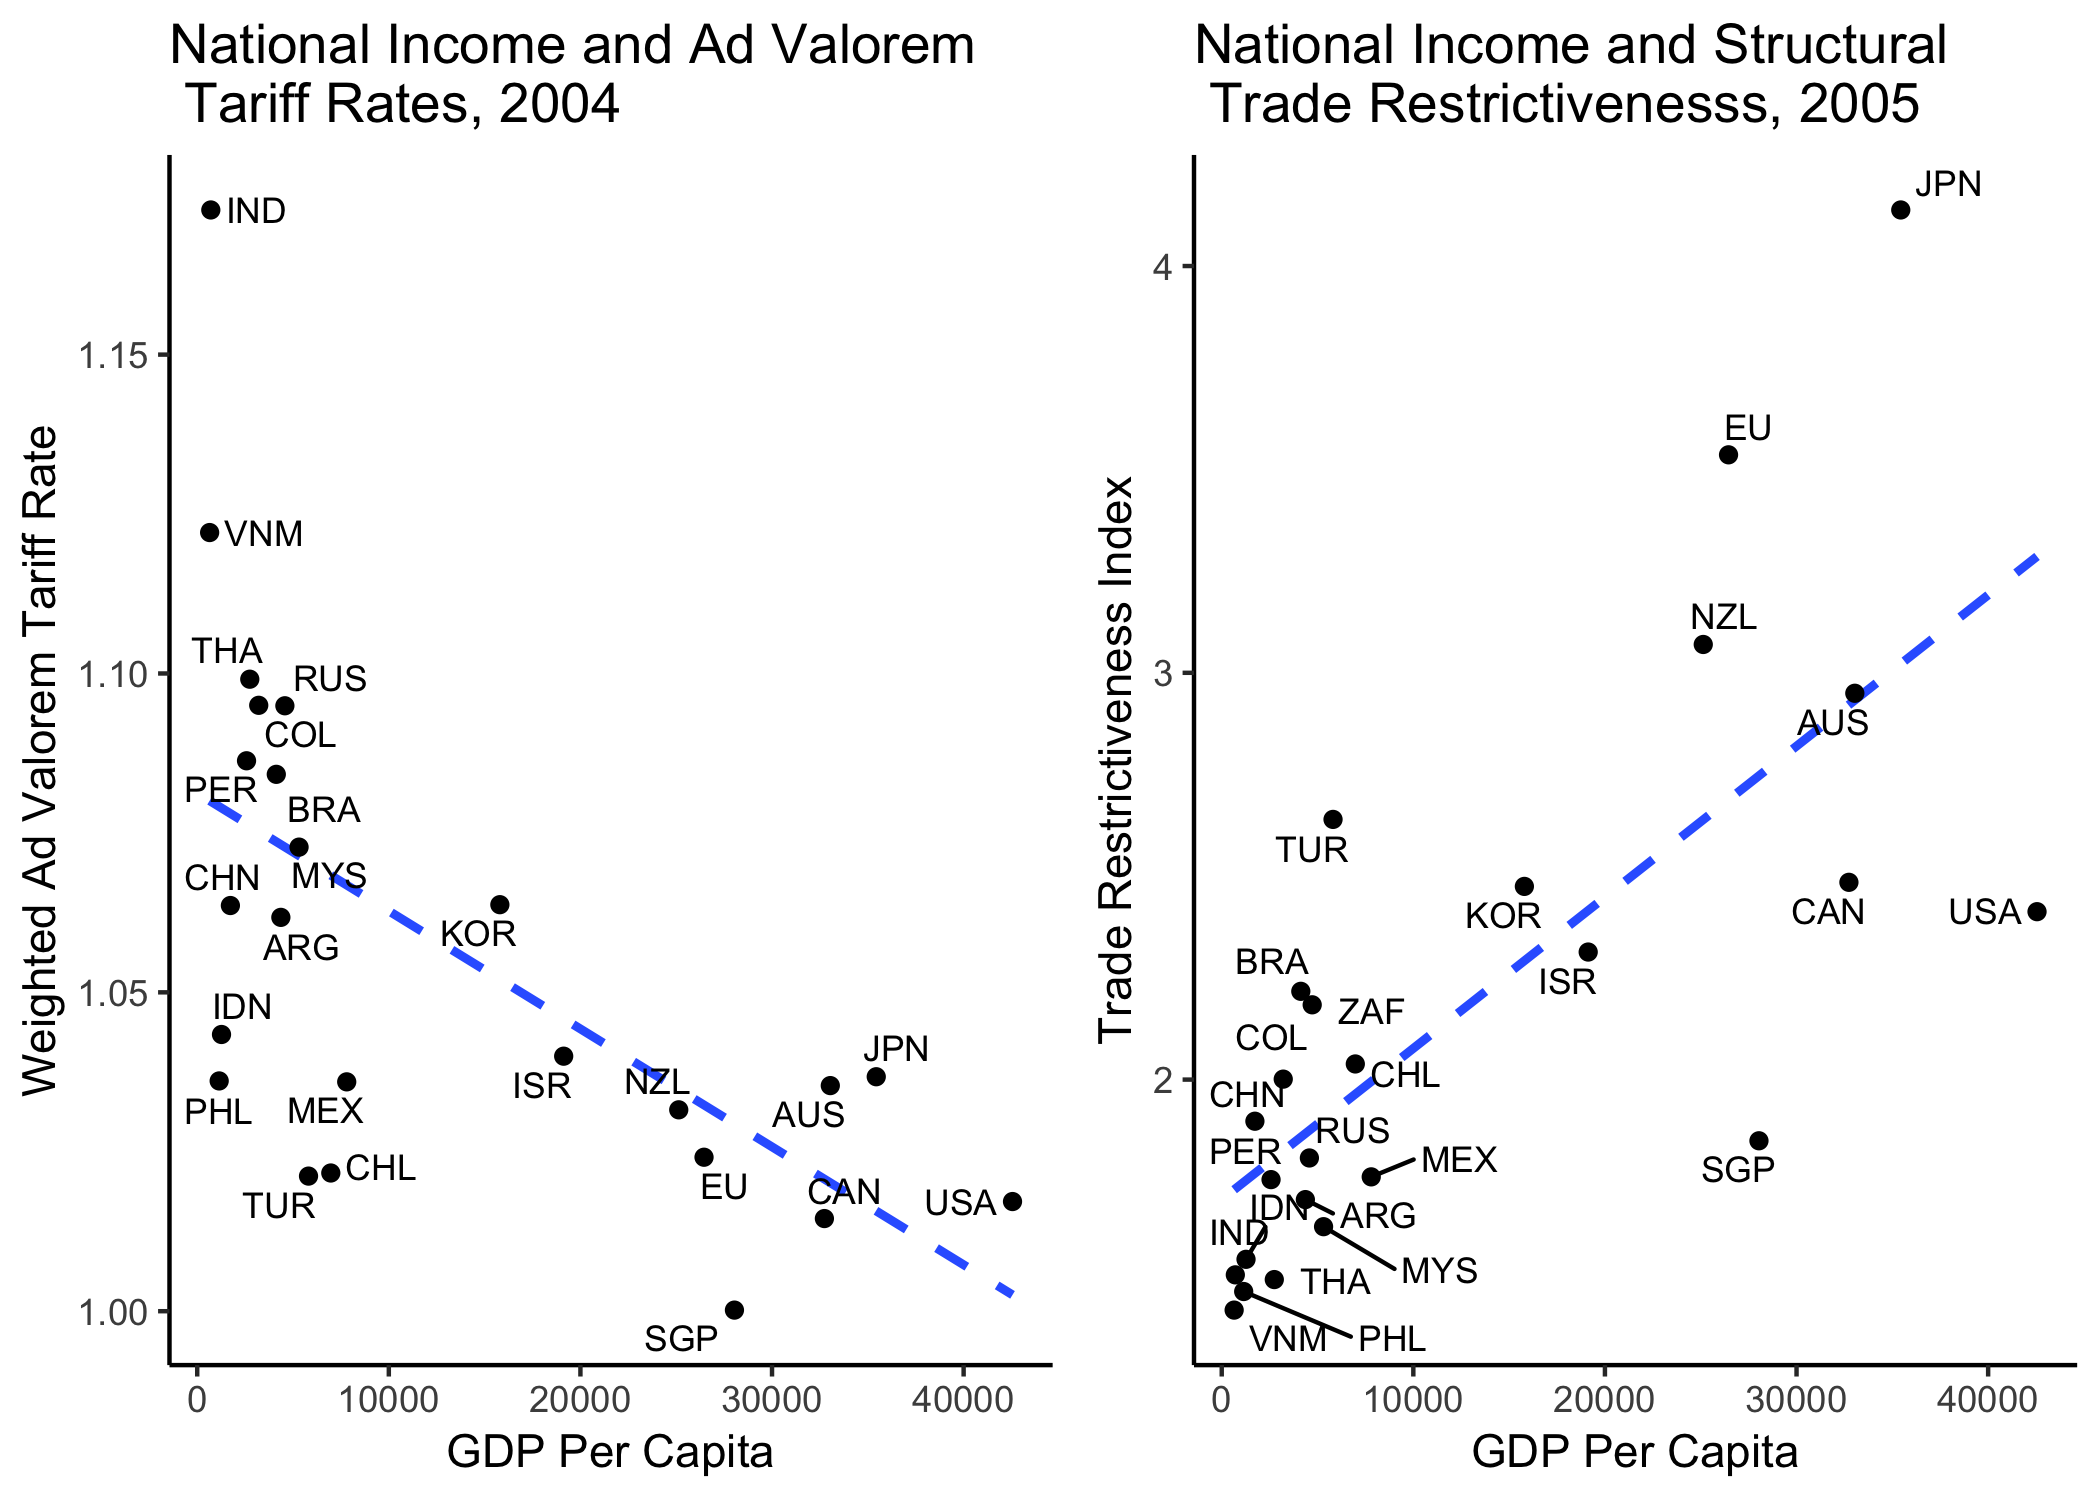 National Income and Ad Valorem
Tariff Rates, 2004
Weighted Ad Valorem Tariff Rate
1.15
1.10
1.05
1.00
IND
VNM
THA
RUS
COL
PER
BRA
CHN
MYS
ARG
KOR
IDN
PHL
MEX
ISR
NZL
JPN
AUS
TUR
CHL
EU
CAN
USA
SGP
0
10000
20000
30000
40000
GDP Per Capita
National Income and Structural
Trade Restrictivenesss, 2005
Trade Restrictiveness Index
4
3
2
JPN
EU
NZL
AUS
TUR
KOR
CAN
USA
ISR
BRA
ZAF
COL
CHL
CHN
RUS
PER
MEX
SGP
IDN
ARG
IND
MYS
THA
VNM
PHL
0
10000
20000
30000
40000
GDP Per Capita